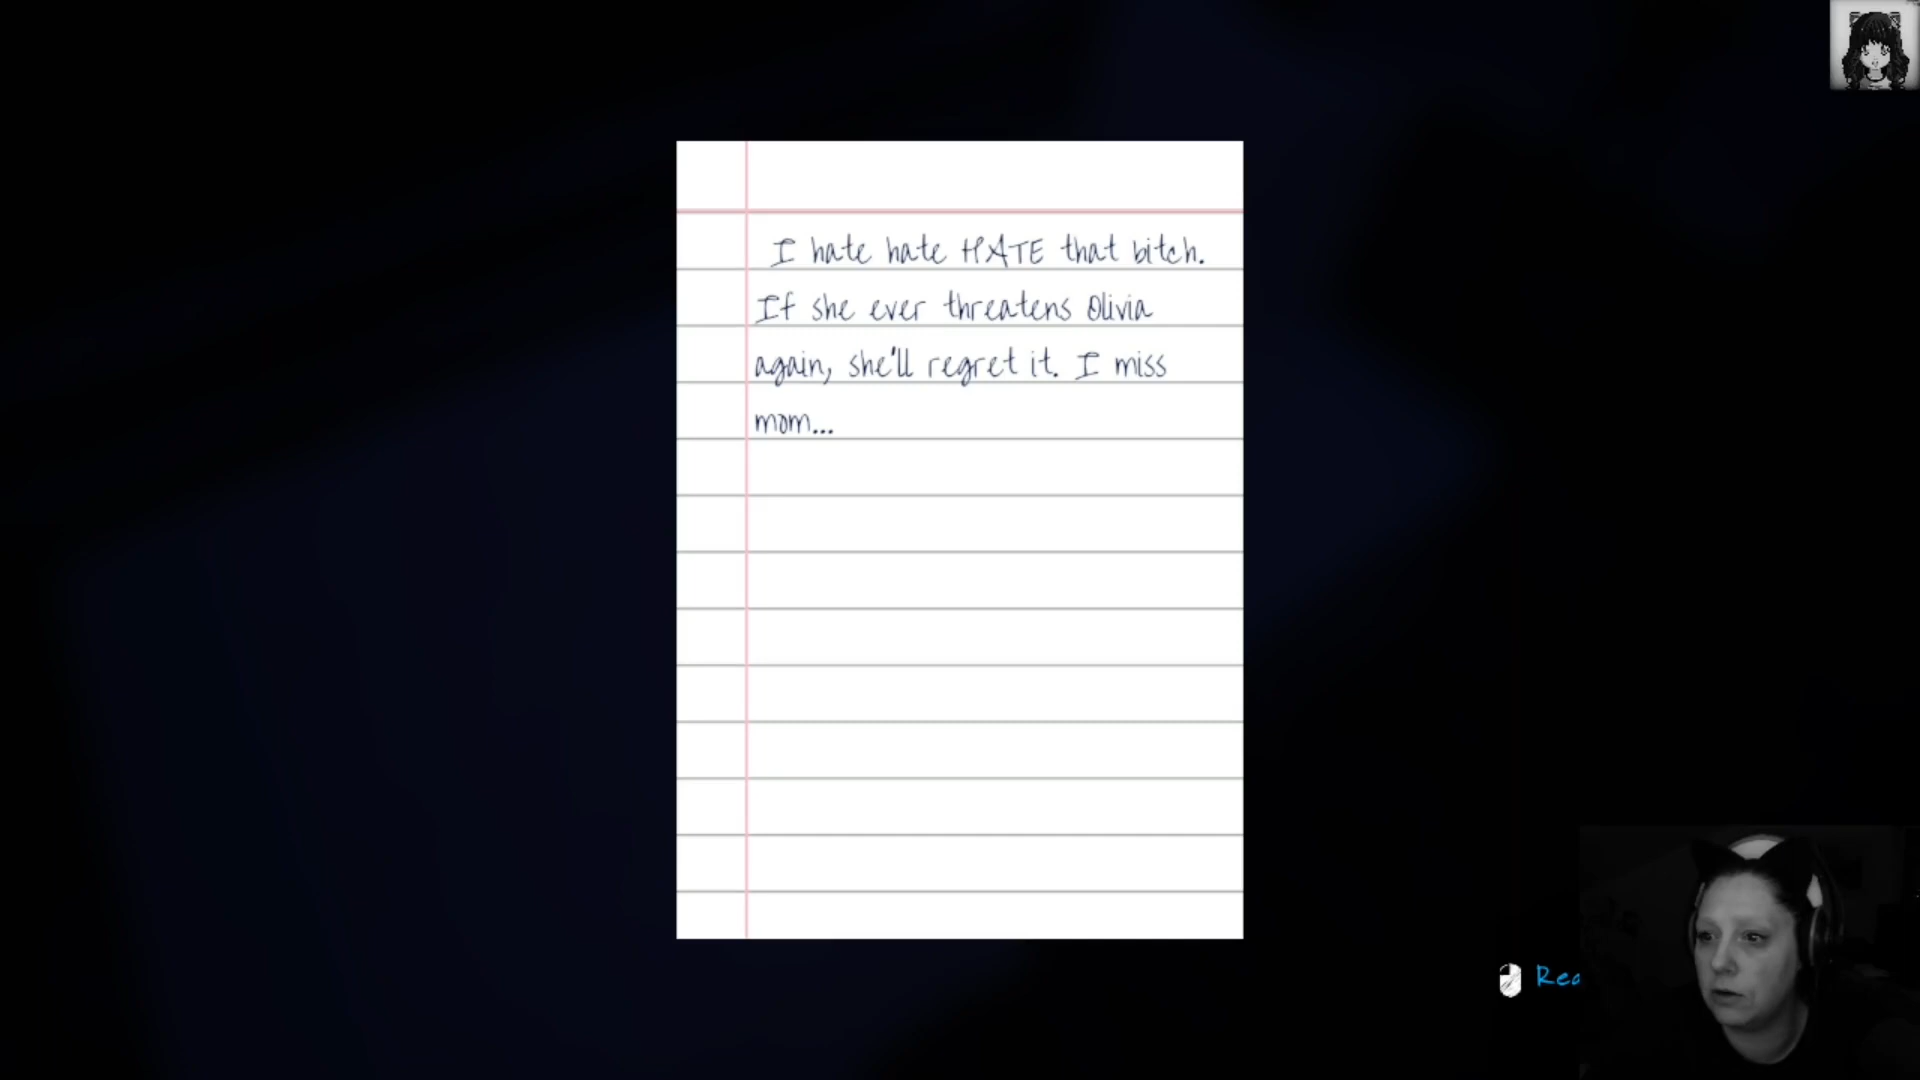 I hate hate HATE that bitch.
If she ever threatens Olivia
again, she'll regret it. I miss
mom...